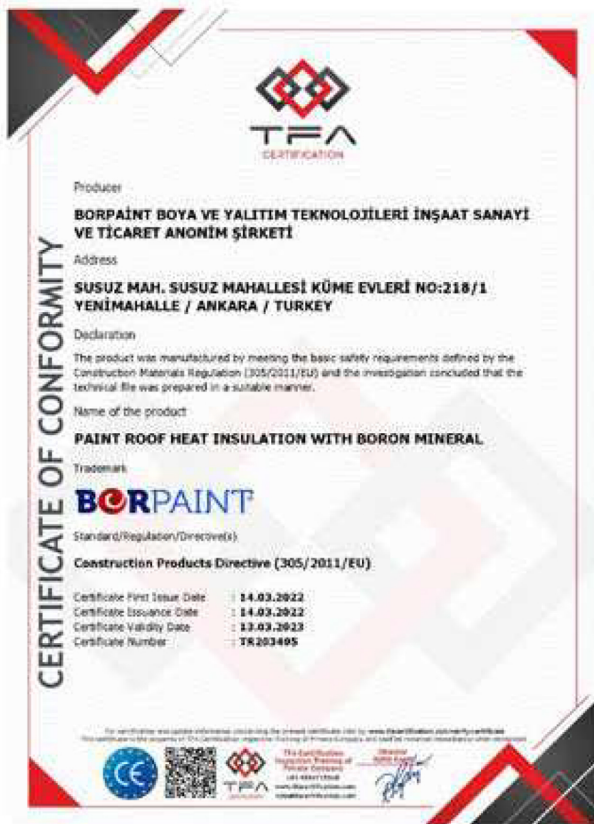 TFA
CERTIFICATION
CERTIFICATE OF CONFORMITY
Producer
BORPAİNT BOYA VE YALITIM TEKNOLOJİLERİ İNŞAAT SANAYİ
VE TİCARET ANONİM ŞİRKETİ
Address
SUSUZ MAH. SUSUZ MAHALLESİ KÜME EVLERİ NO:218/1
YENİMAHALLE / ANKARA / TURKEY
Declaration
The product was manufactured by meeting the basic safety requirements defined by the
Construction Materials Regulation (305/2011/EU) and the investigation concluded that the
technical file was prepared in a suitable manner.
Name of the product
PAINT ROOF HEAT INSULATION WITH BORON MINERAL
Trademark
BORPAINT
Standard/Regulation/Directive(s)
Construction Products Directive (305/2011/EU)
Certificate First Issue Date : 14.03.2022
Certificate Issuance Date : 14.03.2022
Certificate Validity Date : 13.03.2023
Certificate Number : TR203495
CE
TFA